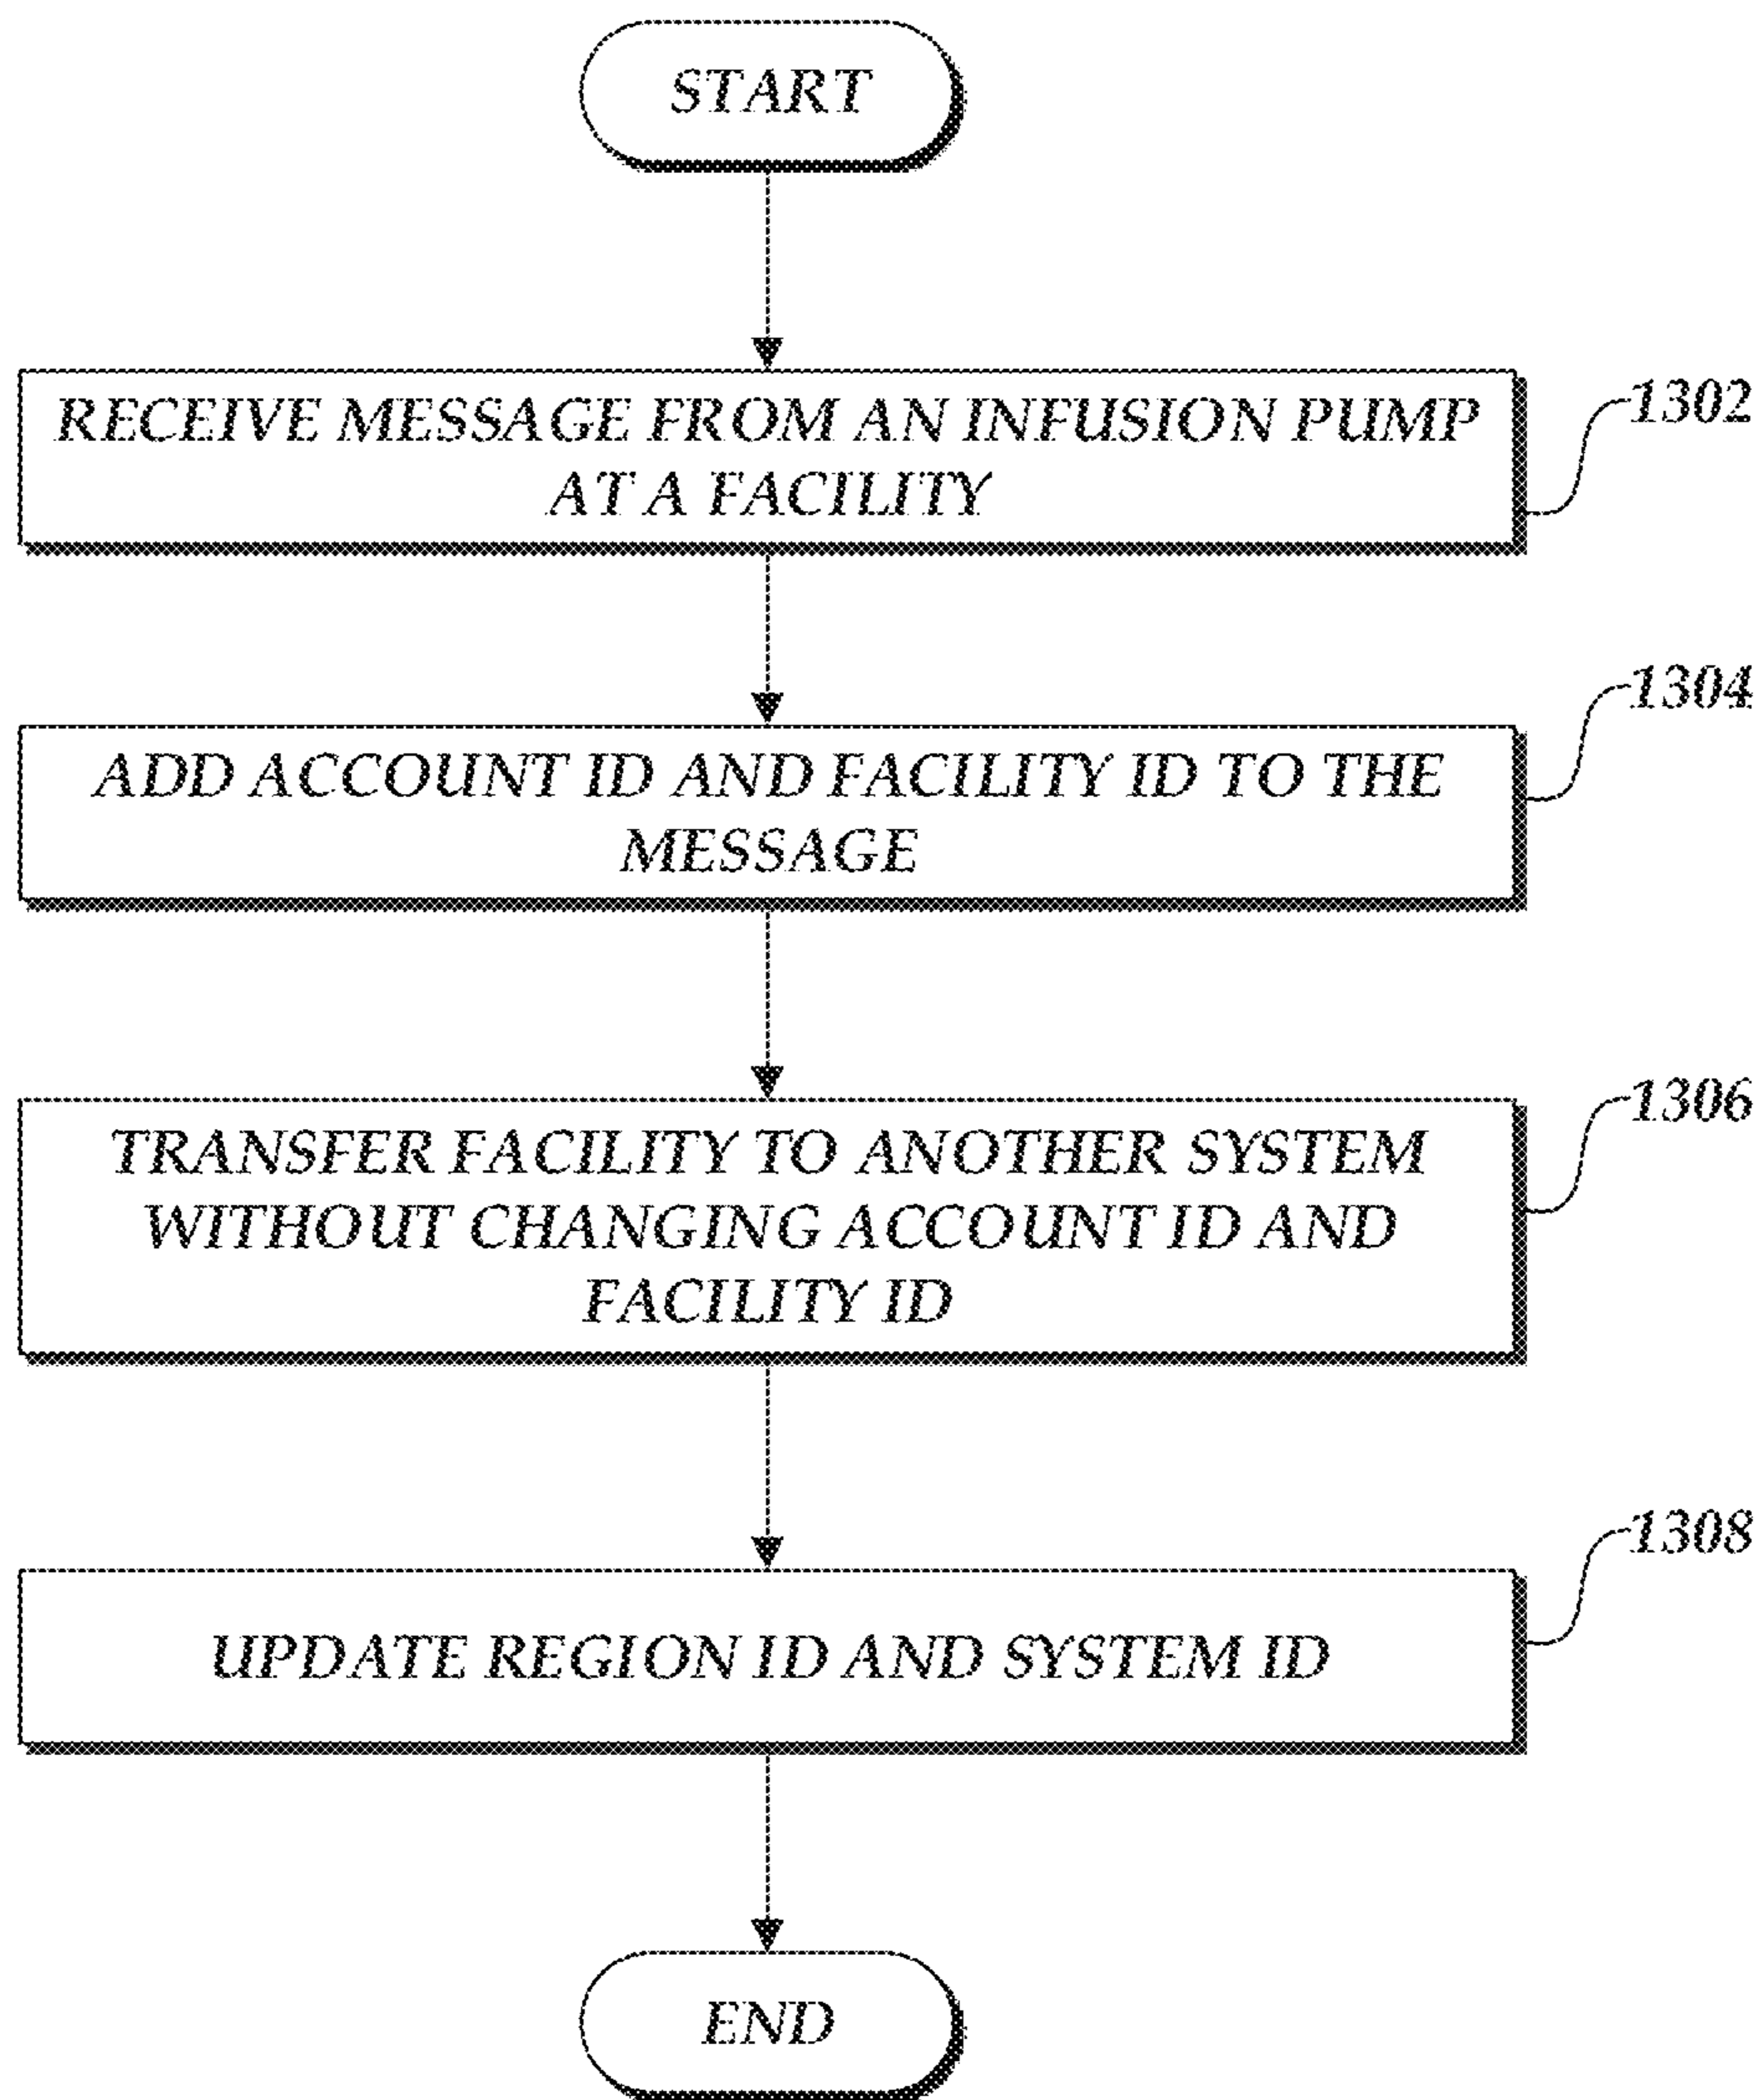 START
RECEIVE MESSAGE FROM AN INFUSION PUMP
AT A FACILITY
1302
ADD ACCOUNT ID AND FACILITY ID TO THE
MESSAGE
1304
TRANSFER FACILITY TO ANOTHER SYSTEM
WITHOUT CHANGING ACCOUNT ID AND
FACILITY ID
1306
UPDATE REGION ID AND SYSTEM ID
1308
END